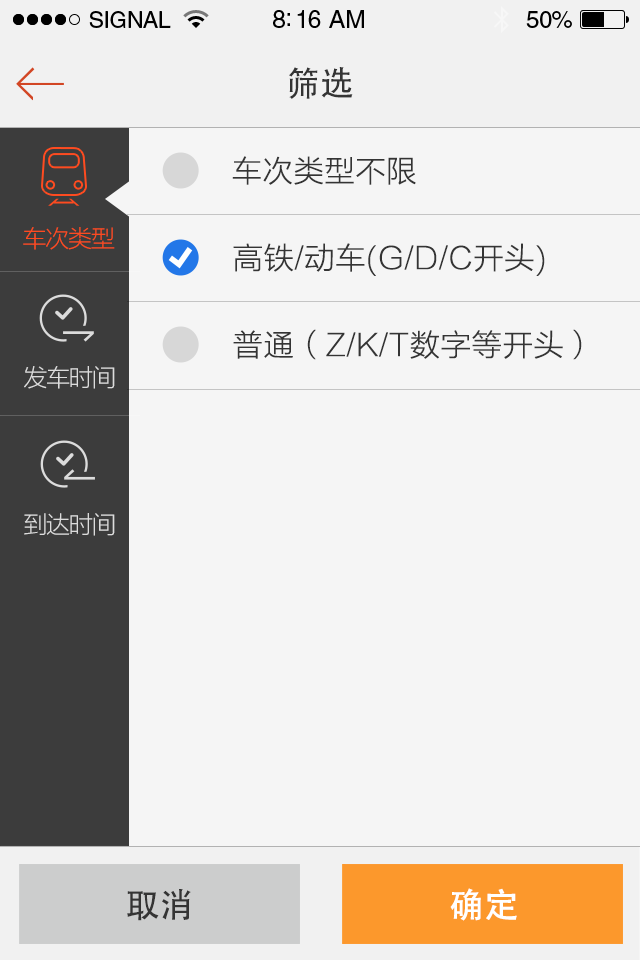 SIGNAL 8:16 AM 50%
筛选
车次类型
发车时间
到达时间
车次类型不限
高铁/动车(G/D/C开头)
普通（Z/K/T数字等开头）
取消
确定